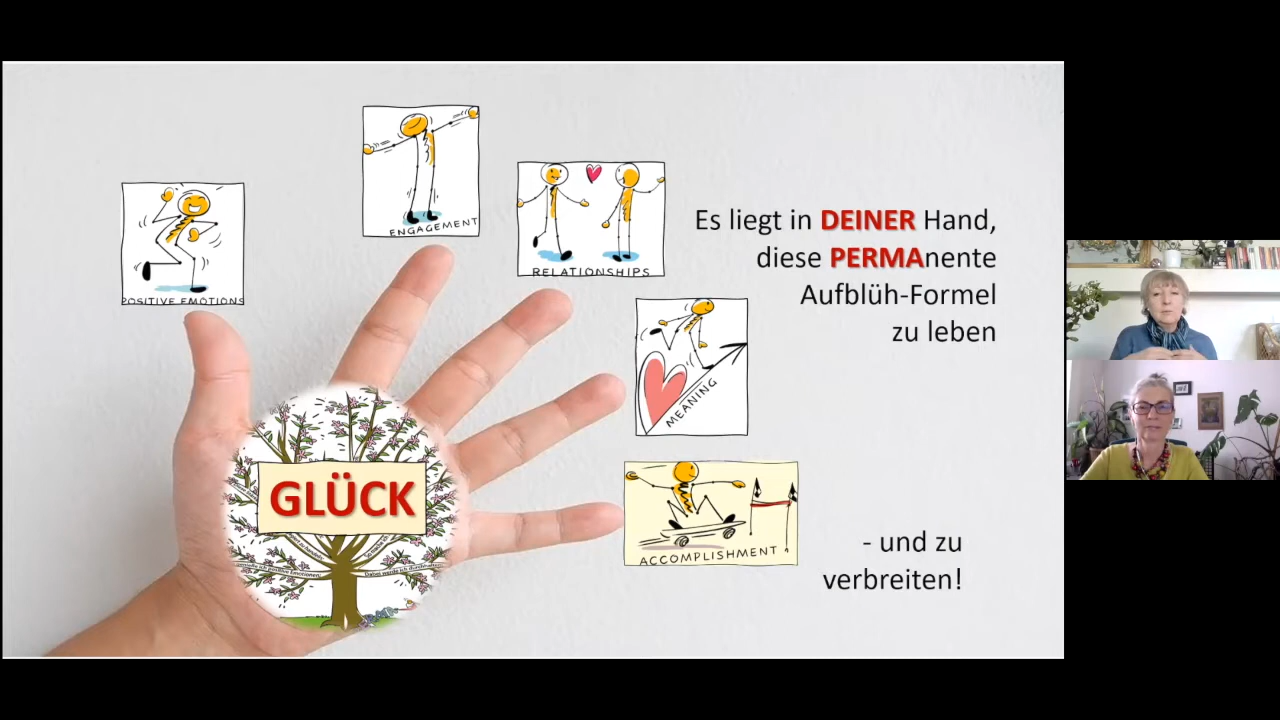 POSITIVE EMOTIONS
ENGAGEMENT
RELATIONSHIPS
MEANING
ACCOMPLISHMENT
GLÜCK
Es liegt in DEINER Hand,
diese PERMAnente
Aufblüh-Formel
zu leben
- und zu
verbreiten!